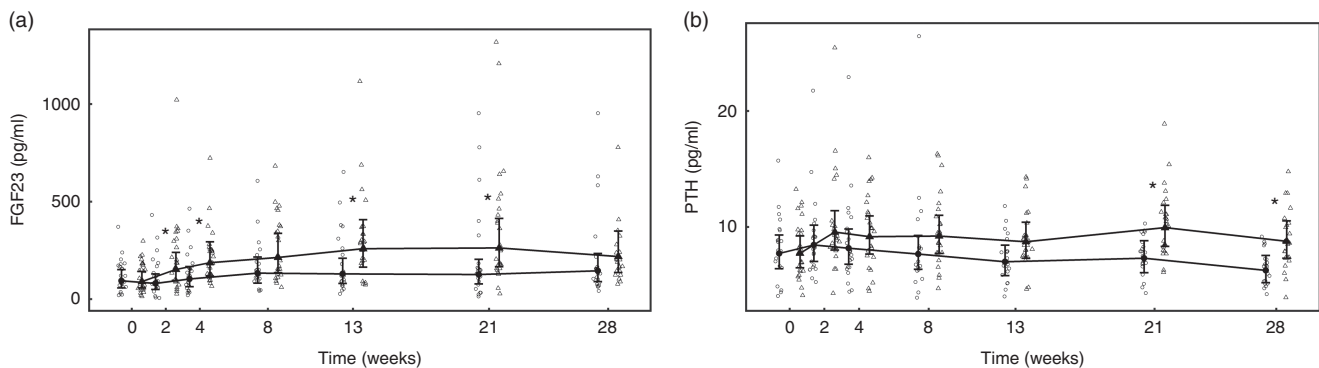 (a)
FGF23 (pg/ml)
1000
500
0
* * * *
0 2 4 8 13 21 28
Time (weeks)
(b)
PTH (pg/ml)
20
10
* *
0 2 4 8 13 21 28
Time (weeks)